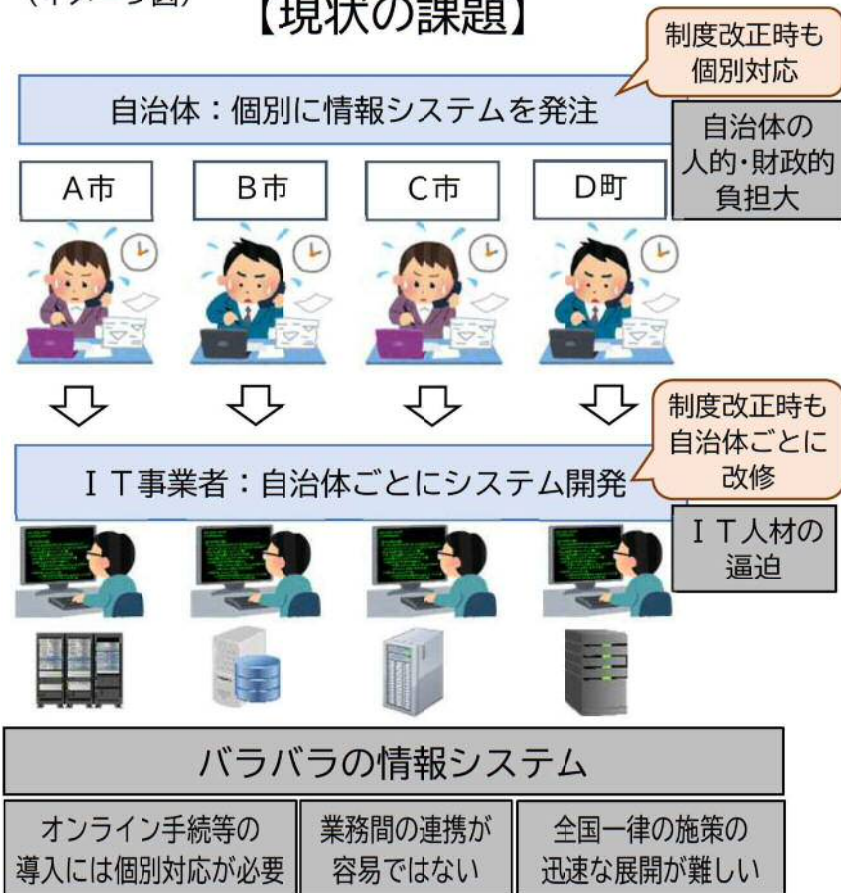 (イメージ図)
【現状の課題】
制度改正時も
個別対応
自治体：個別に情報システムを発注
自治体の
人的・財政的
負担大
A市
B市
C市
D町
制度改正時も
自治体ごとに
改修
ＩＴ事業者：自治体ごとにシステム開発
ＩＴ人材の
逼迫
バラバラの情報システム
オンライン手続等の
導入には個別対応が必要
業務間の連携が
容易ではない
全国一律の施策の
迅速な展開が難しい